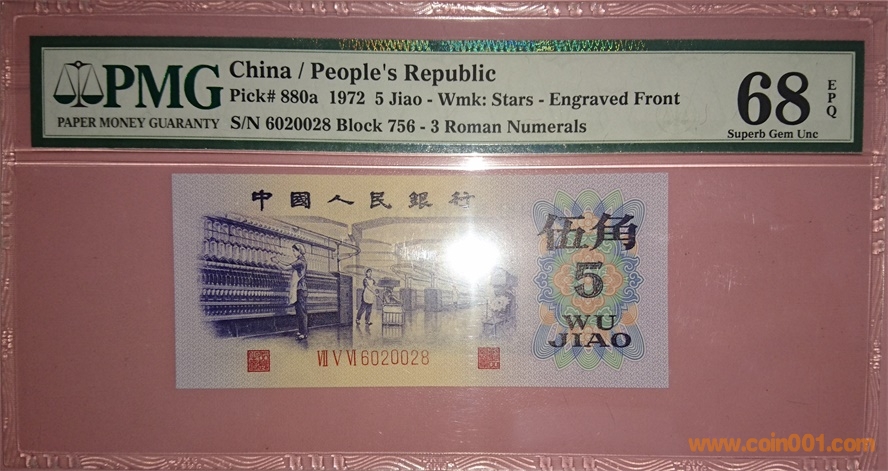 PMG
PAPER MONEY GUARANTY
China / People's Republic
Pick# 880a 1972 5 Jiao - Wmk: Stars - Engraved Front
S/N 6020028 Block 756 - 3 Roman Numerals
68
Superb Gem Unc
EPQ
中國人民銀行
伍角
5
WU
JIAO
Ⅶ Ⅴ Ⅵ 6020028
www.coin001.com